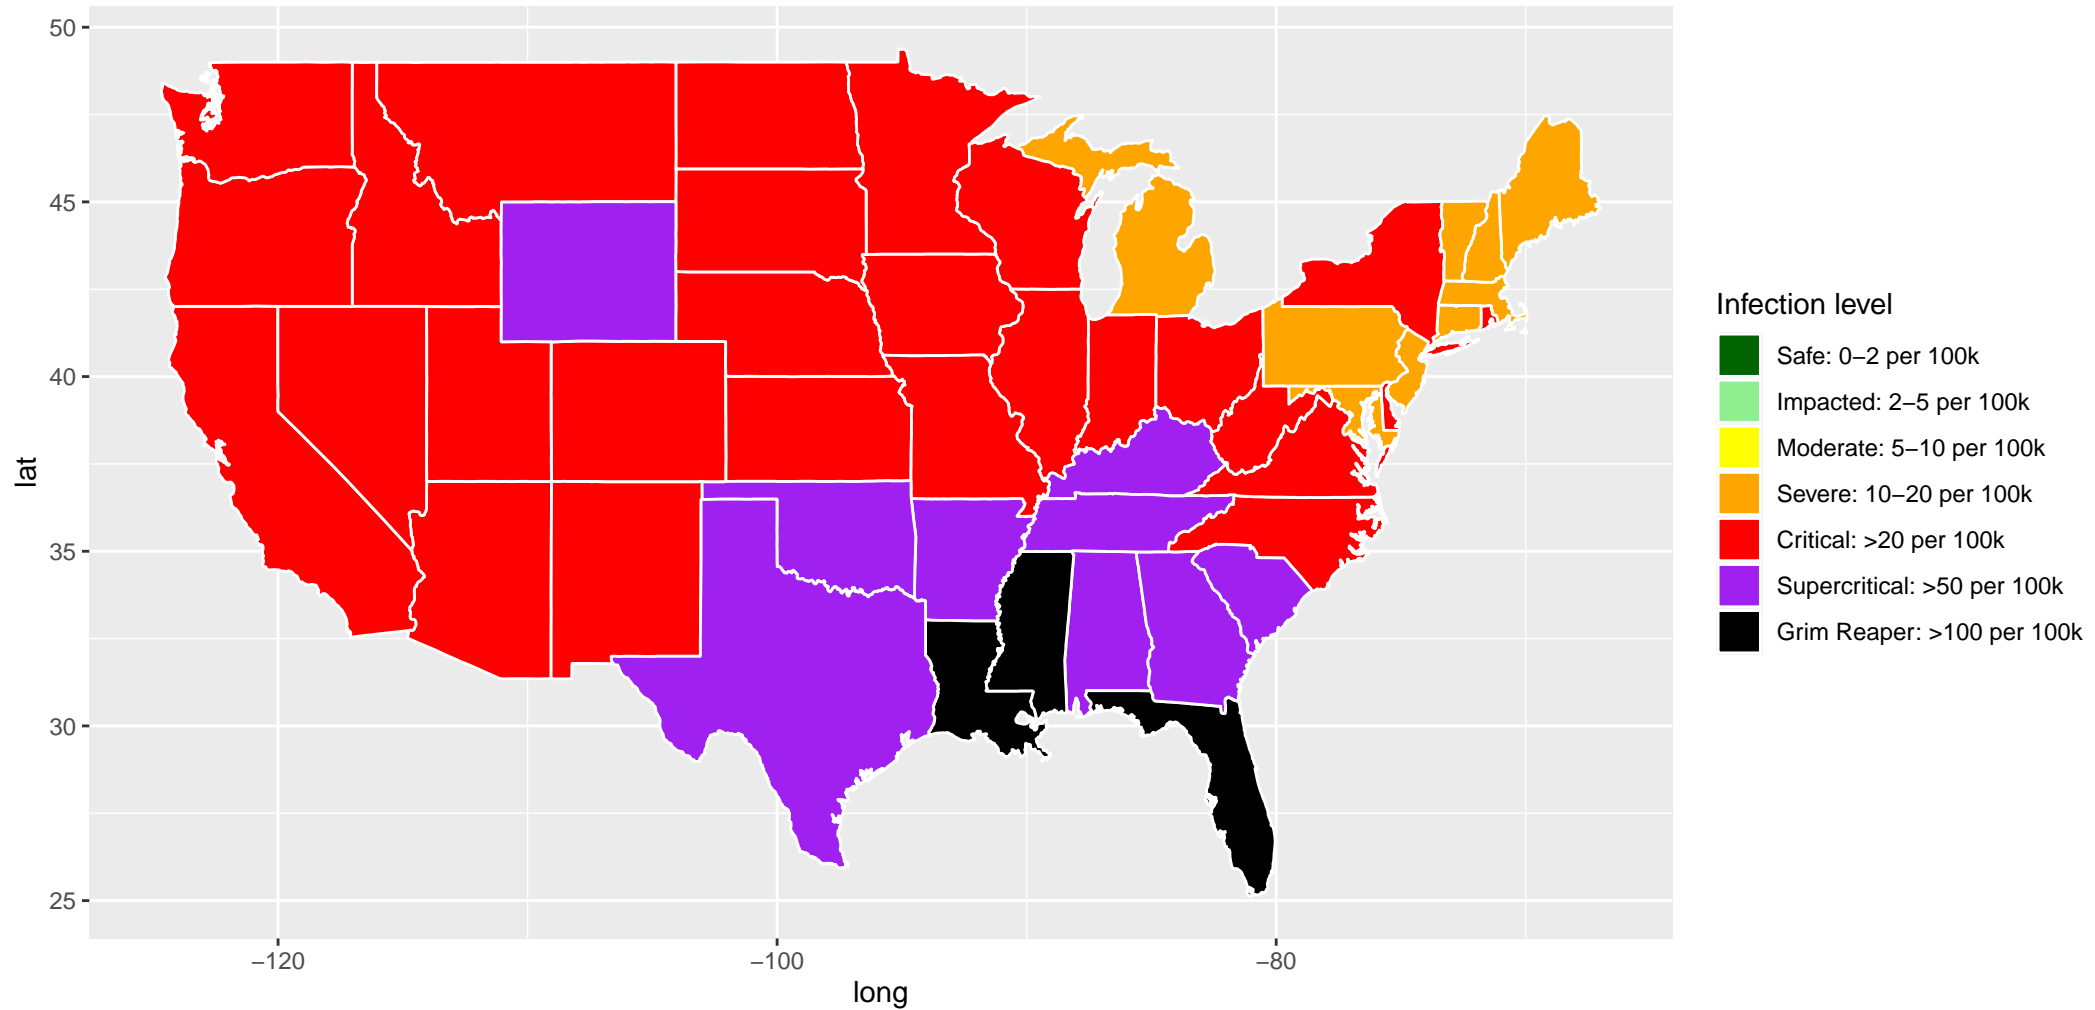 50
45
40
35
30
25
lat
−120
−100
−80
long
Infection level
Safe: 0−2 per 100k
Impacted: 2−5 per 100k
Moderate: 5−10 per 100k
Severe: 10−20 per 100k
Critical: >20 per 100k
Supercritical: >50 per 100k
Grim Reaper: >100 per 100k